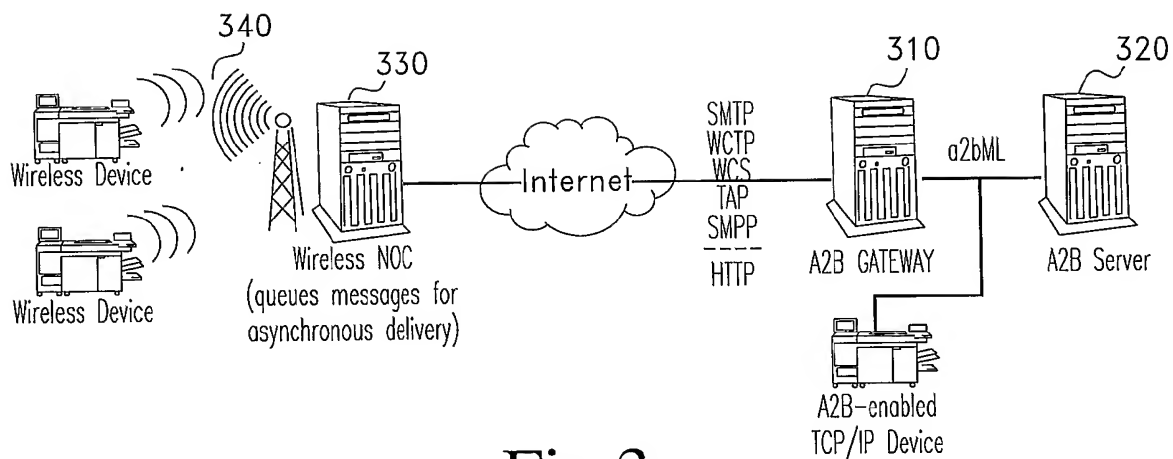 340
330
310
320
SMTP
WCTP
WCS
TAP
SMPP
HTTP
a2bML
Internet
Wireless Device
Wireless Device
Wireless NOC
(queues messages for
asynchronous delivery)
A2B GATEWAY
A2B Server
A2B-enabled
TCP/IP Device